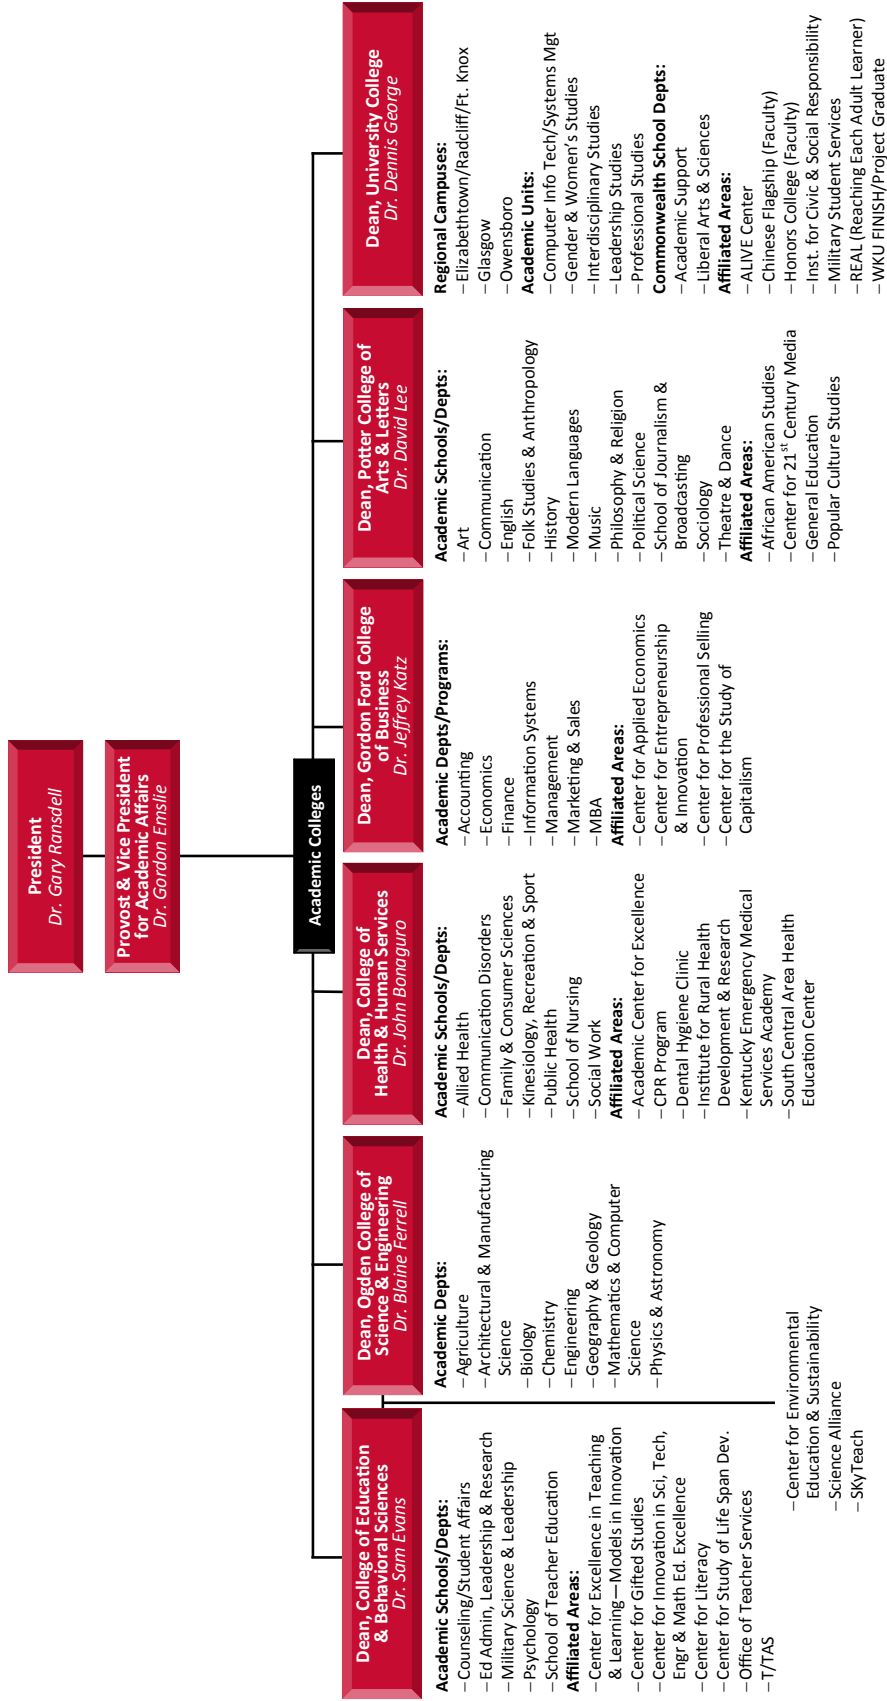 President
Dr. Gary Ransdell
Provost & Vice President
for Academic Affairs
Dr. Gordon Emslie
Academic Colleges
Dean, College of Education
& Behavioral Sciences
Dr. Sam Evans
Academic Schools/Depts:
–Counseling/Student Affairs
–Ed Admin, Leadership & Research
–Military Science & Leadership
–Psychology
–School of Teacher Education
Affiliated Areas:
–Center for Excellence in Teaching
& Learning—Models in Innovation
–Center for Gifted Studies
–Center for Innovation in Sci, Tech,
Engr & Math Ed. Excellence
–Center for Literacy
–Center for Study of Life Span Dev.
–Office of Teacher Services
–T/TAS
–Center for Environmental
Education & Sustainability
–Science Alliance
–SKyTeach
Dean, Ogden College of
Science & Engineering
Dr. Blaine Ferrell
Academic Depts:
–Agriculture
–Architectural & Manufacturing
Science
–Biology
–Chemistry
–Engineering
–Geography & Geology
–Mathematics & Computer
Science
–Physics & Astronomy
Dean, College of
Health & Human Services
Dr. John Bonaguro
Academic Schools/Depts:
–Allied Health
–Communication Disorders
–Family & Consumer Sciences
–Kinesiology, Recreation & Sport
–Public Health
–School of Nursing
–Social Work
Affiliated Areas:
–Academic Center for Excellence
–CPR Program
–Dental Hygiene Clinic
–Institute for Rural Health
Development & Research
–Kentucky Emergency Medical
Services Academy
–South Central Area Health
Education Center
Dean, Gordon Ford College
of Business
Dr. Jeffrey Katz
Academic Depts/Programs:
–Accounting
–Economics
–Finance
–Information Systems
–Management
–Marketing & Sales
–MBA
Affiliated Areas:
–Center for Applied Economics
–Center for Entrepreneurship
& Innovation
–Center for Professional Selling
–Center for the Study of
Capitalism
Dean, Potter College of
Arts & Letters
Dr. David Lee
Academic Schools/Depts:
–Art
–Communication
–English
–Folk Studies & Anthropology
–History
–Modern Languages
–Music
–Philosophy & Religion
–Political Science
–School of Journalism &
Broadcasting
–Sociology
–Theatre & Dance
Affiliated Areas:
–African American Studies
–Center for 21st Century Media
–General Education
–Popular Culture Studies
Dean, University College
Dr. Dennis George
Regional Campuses:
–Elizabethtown/Radcliff/Ft. Knox
–Glasgow
–Owensboro
Academic Units:
–Computer Info Tech/Systems Mgt
–Gender & Women's Studies
–Interdisciplinary Studies
–Leadership Studies
–Professional Studies
Commonwealth School Depts:
–Academic Support
–Liberal Arts & Sciences
Affiliated Areas:
–ALIVE Center
–Chinese Flagship (Faculty)
–Honors College (Faculty)
–Inst. for Civic & Social Responsibility
–Military Student Services
–REAL (Reaching Each Adult Learner)
–WKU FINISH/Project Graduate